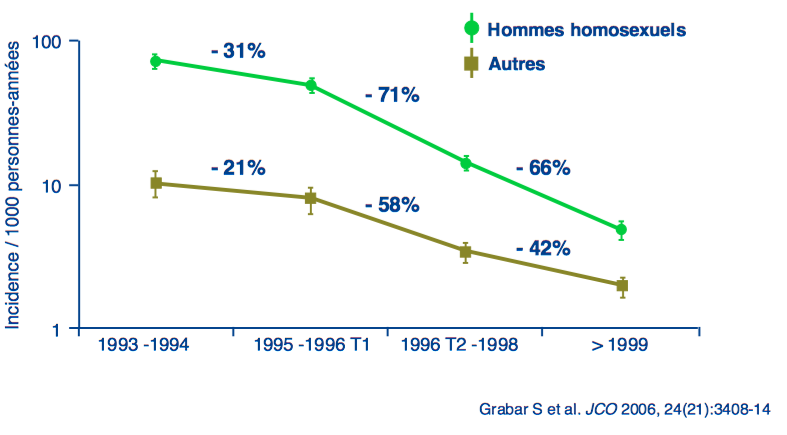 Hommes homosexuels
Autres
Incidence / 1000 personnes-années
100
10
1
- 31%
- 71%
- 66%
- 21%
- 58%
- 42%
1993 -1994
1995 -1996 T1
1996 T2 -1998
> 1999
Grabar S et al. JCO 2006, 24(21):3408-14